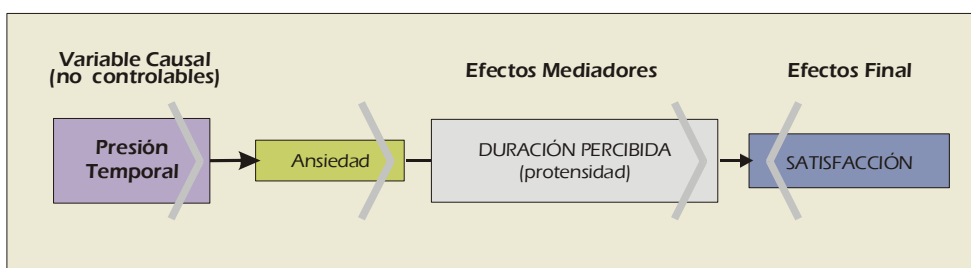 Variable Causal
(no controlables)
Efectos Mediadores
Efectos Final
Presión
Temporal
Ansiedad
DURACIÓN PERCIBIDA
(protensidad)
SATISFACCIÓN